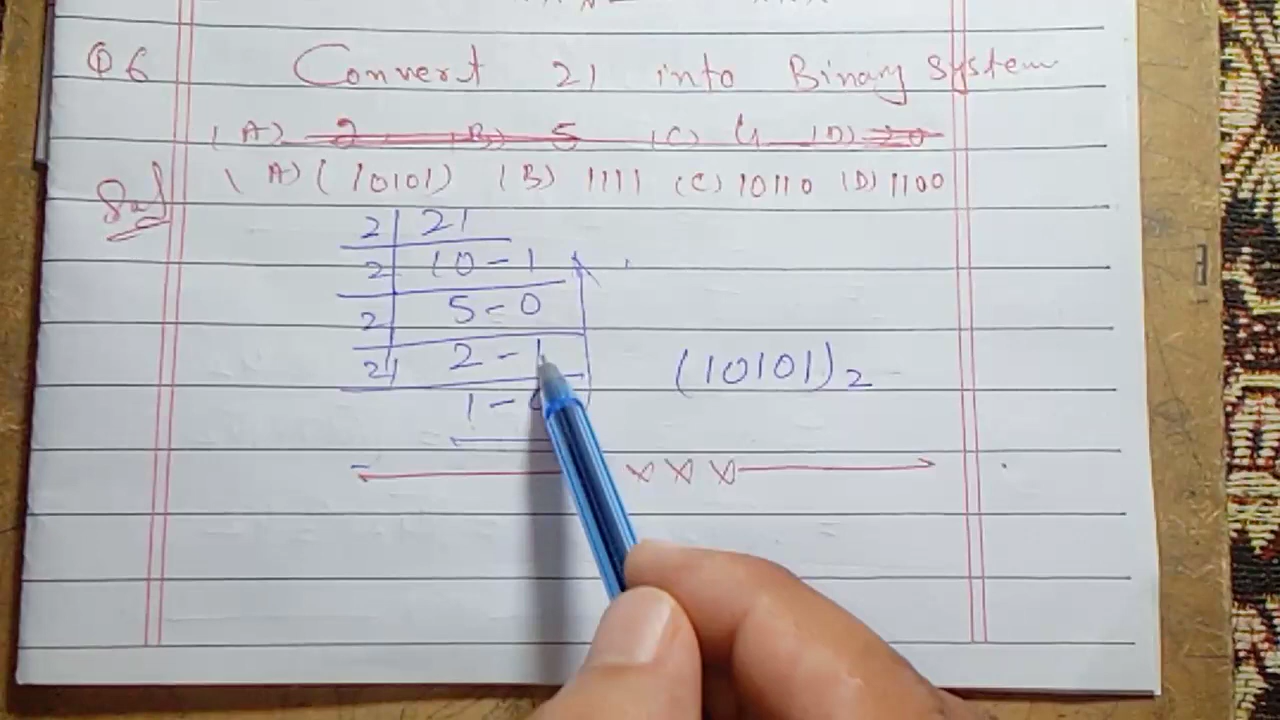 Q6 Convert 21 into Binary System
(A) 2 (B) 5 (C) 4 (D) 20
(A) (10101) (B) 1111 (C) 10110 (D) 1100
Sol
2 21
2 10 - 1
2 5 - 0
2 2 - 1
1 -
(10101)2
x x x